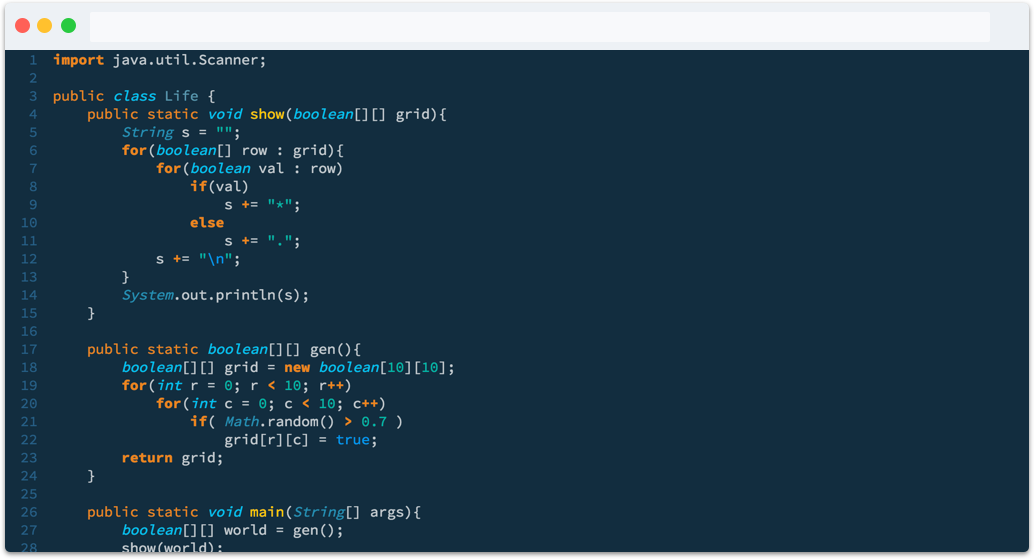 1 import java.util.Scanner;
2
3 public class Life {
4     public static void show(boolean[][] grid){
5         String s = "";
6         for(boolean[] row : grid){
7             for(boolean val : row)
8                 if(val)
9                     s += "*";
10                 else
11                     s += ".";
12             s += "\n";
13         }
14         System.out.println(s);
15     }
16
17     public static boolean[][] gen(){
18         boolean[][] grid = new boolean[10][10];
19         for(int r = 0; r < 10; r++)
20             for(int c = 0; c < 10; c++)
21                 if( Math.random() > 0.7 )
22                     grid[r][c] = true;
23         return grid;
24     }
25
26     public static void main(String[] args){
27         boolean[][] world = gen();
28         show(world);